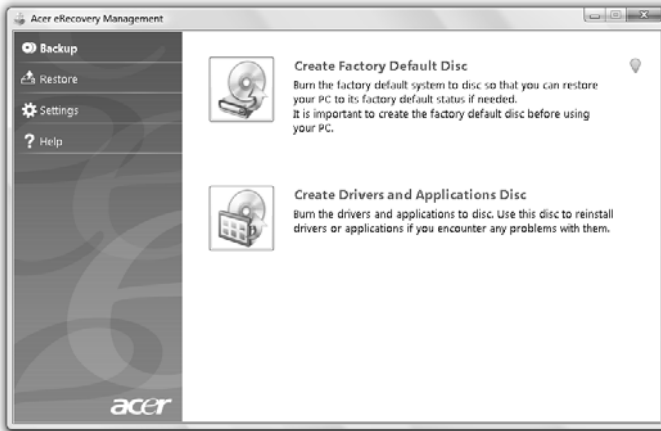 Acer eRecovery Management
Backup
Restore
Settings
Help
Create Factory Default Disc
Burn the factory default system to disc so that you can restore
your PC to its factory default status if needed.
It is important to create the factory default disc before using
your PC.
Create Drivers and Applications Disc
Burn the drivers and applications to disc. Use this disc to reinstall
drivers or applications if you encounter any problems with them.
acer